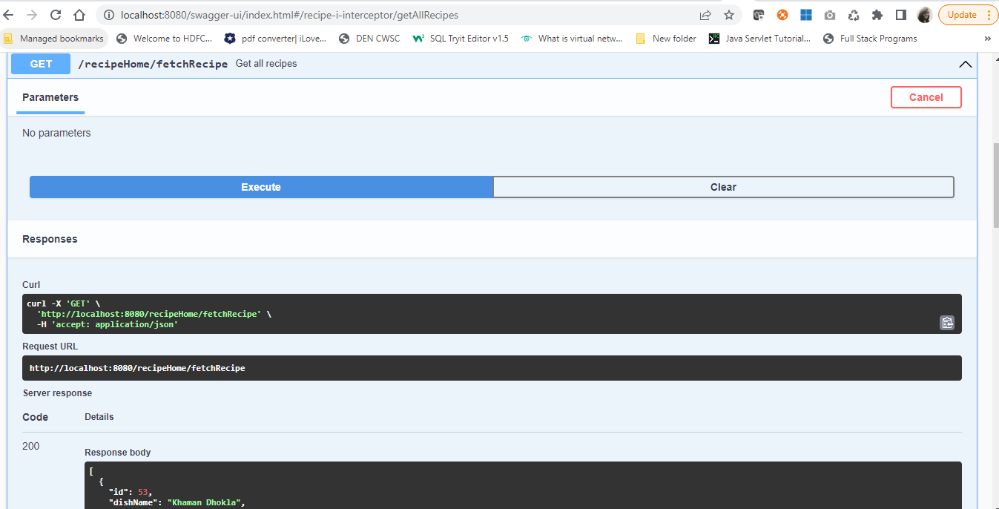 localhost:8080/swagger-ui/index.html#/recipe-i-interceptor/getAllRecipes Update
Managed bookmarks Welcome to HDFC... pdf converter| iLove... DEN CWSC SQL Tryit Editor v1.5 What is virtual netw... New folder Java Servlet Tutorial... Full Stack Programs »
GET /recipeHome/fetchRecipe Get all recipes
Parameters Cancel
No parameters
Execute Clear
Responses
Curl
curl -X 'GET' \
'http://localhost:8080/recipeHome/fetchRecipe' \
-H 'accept: application/json'
Request URL
http://localhost:8080/recipeHome/fetchRecipe
Server response
Code Details
200
Response body
[
{
"id": 53,
"dishName": "Khaman Dhokla",